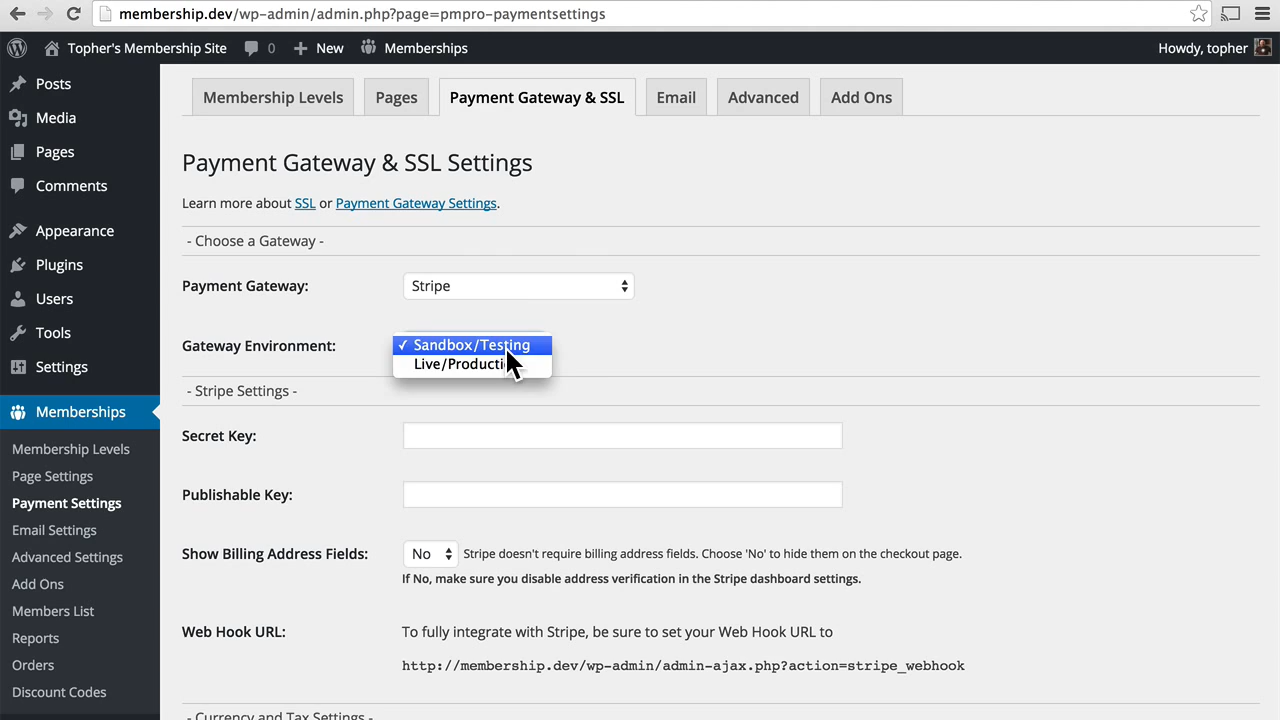 membership.dev/wp-admin/admin.php?page=pmpro-paymentsettings
Topher's Membership Site 0 New Memberships Howdy, topher
Posts
Media
Pages
Comments
Appearance
Plugins
Users
Tools
Settings
Memberships
Membership Levels
Page Settings
Payment Settings
Email Settings
Advanced Settings
Add Ons
Members List
Reports
Orders
Discount Codes
Membership Levels Pages Payment Gateway & SSL Email Advanced Add Ons
Payment Gateway & SSL Settings
Learn more about SSL or Payment Gateway Settings.
- Choose a Gateway -
Payment Gateway: Stripe
Gateway Environment: ✓ Sandbox/Testing
Live/Producti
- Stripe Settings -
Secret Key:
Publishable Key:
Show Billing Address Fields: No Stripe doesn't require billing address fields. Choose 'No' to hide them on the checkout page.
If No, make sure you disable address verification in the Stripe dashboard settings.
Web Hook URL: To fully integrate with Stripe, be sure to set your Web Hook URL to
http://membership.dev/wp-admin/admin-ajax.php?action=stripe_webhook
- Currency and Tax Settings -